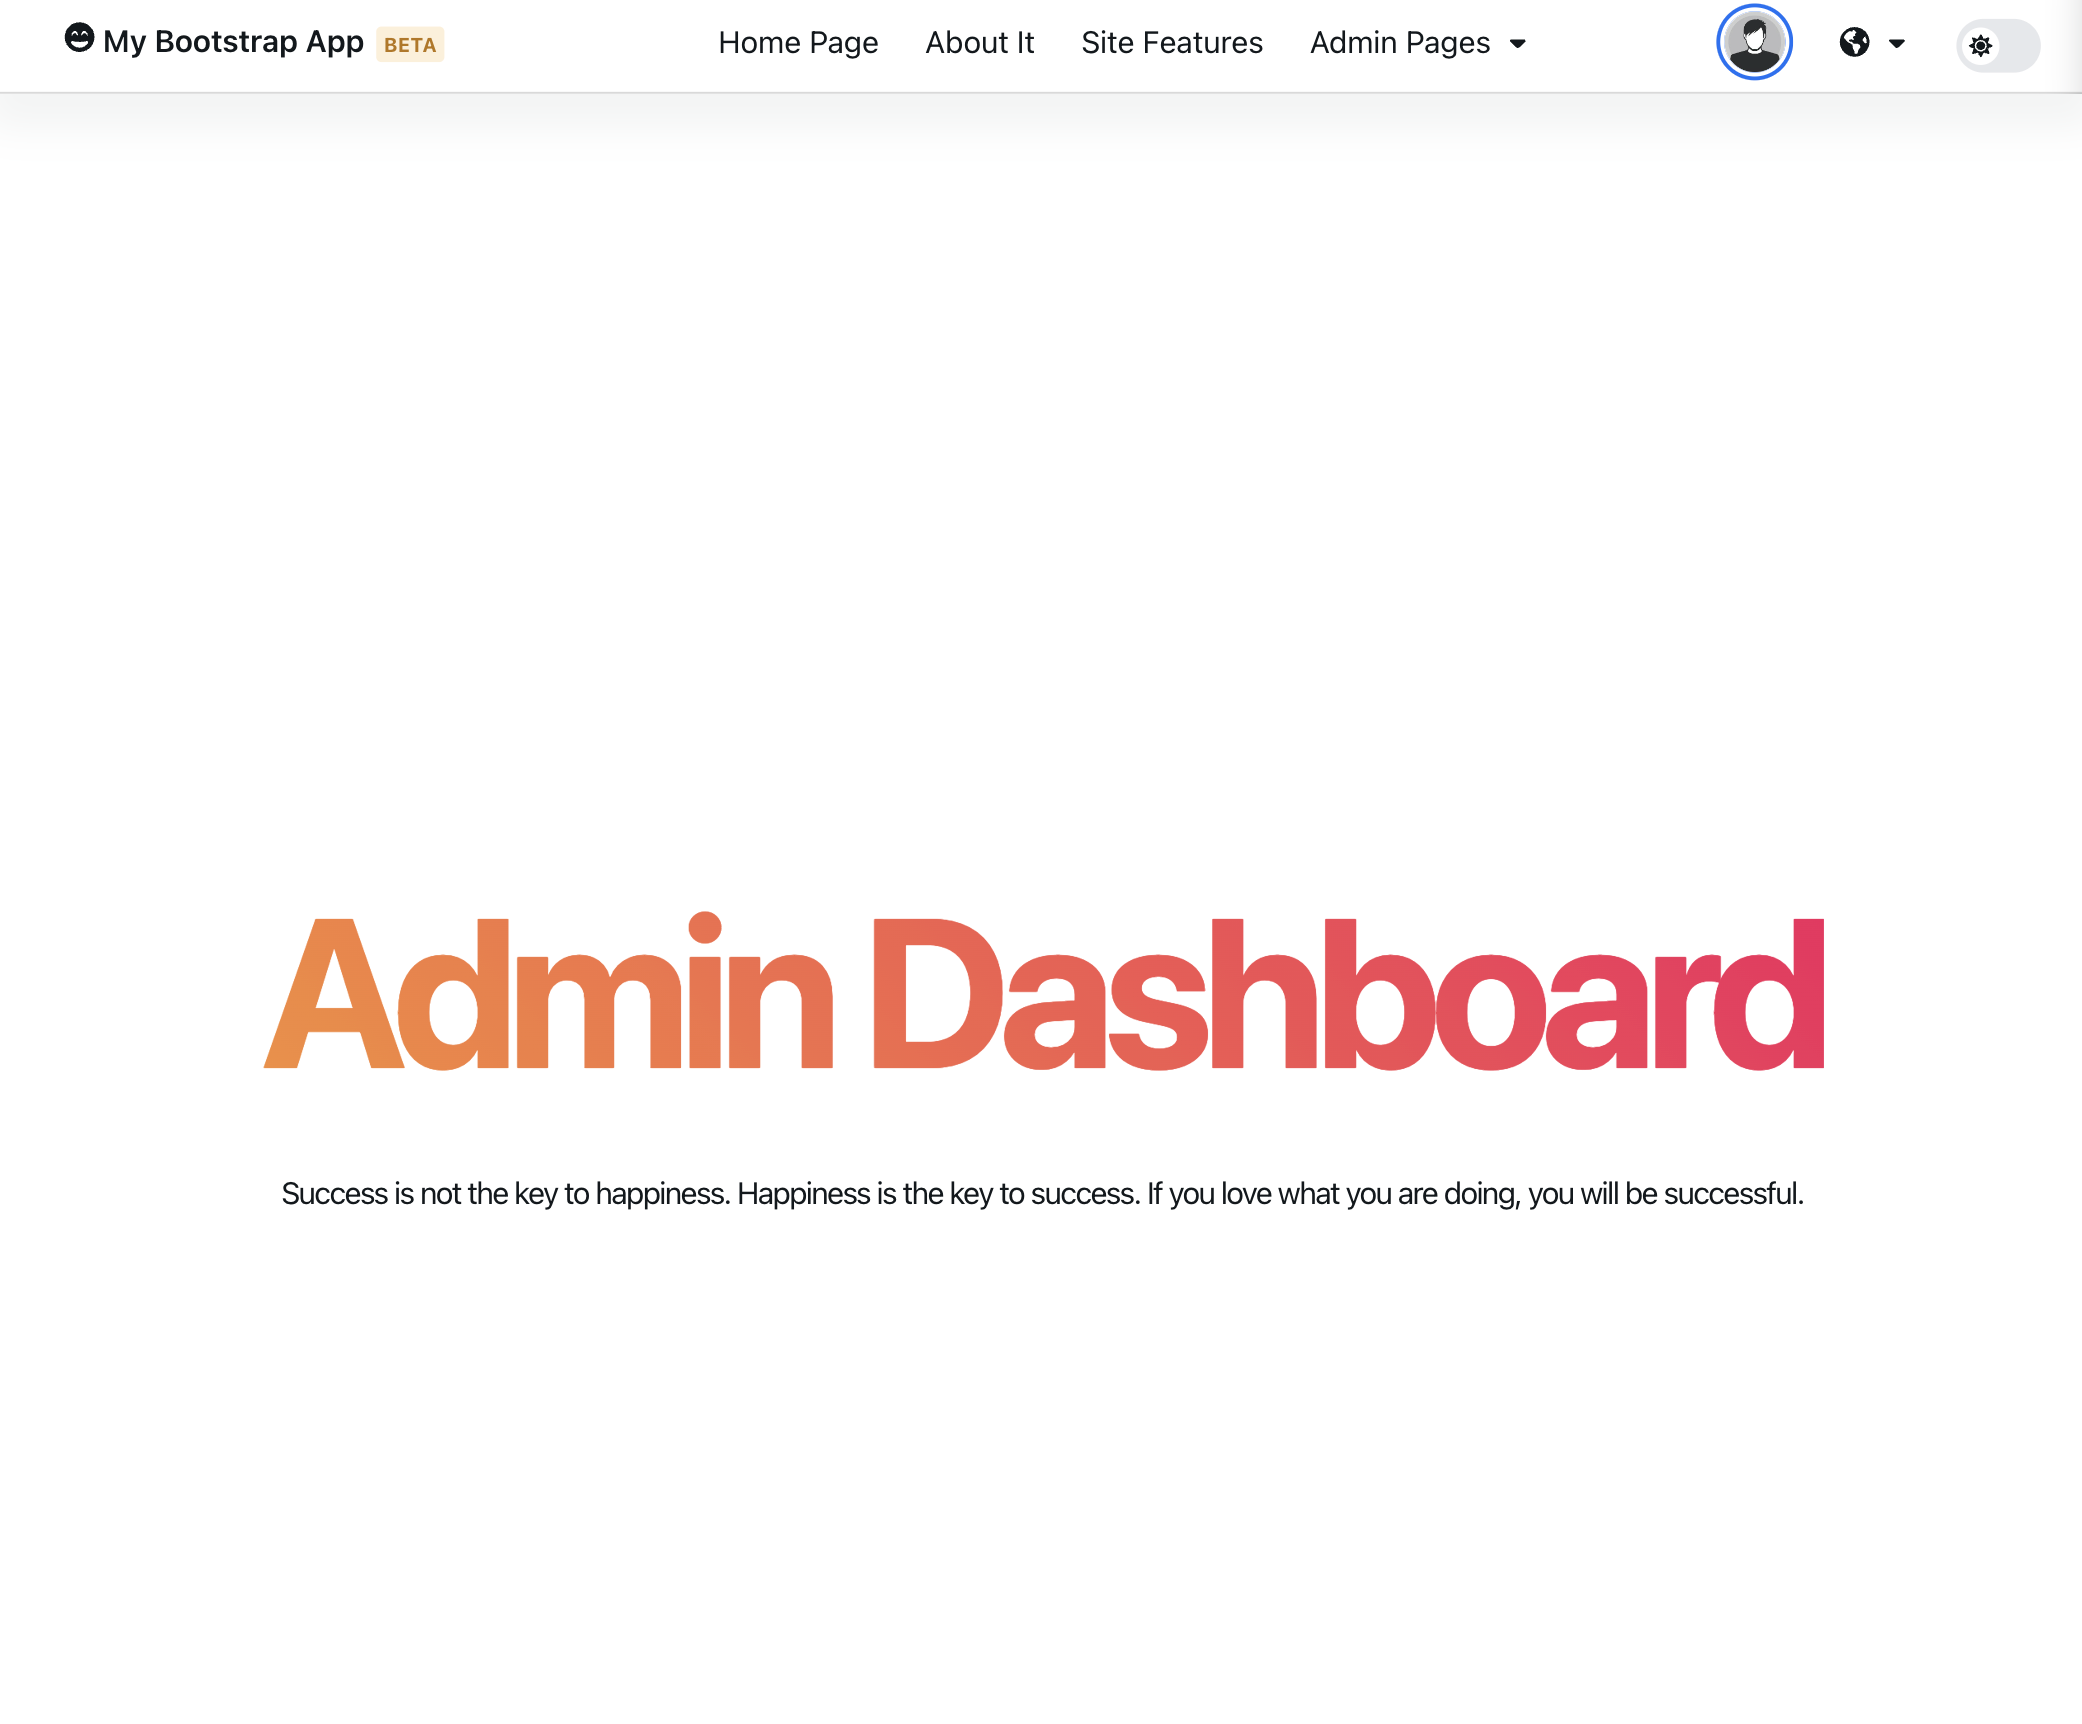 My Bootstrap App BETA Home Page About It Site Features Admin Pages
Admin Dashboard
Success is not the key to happiness. Happiness is the key to success. If you love what you are doing, you will be successful.